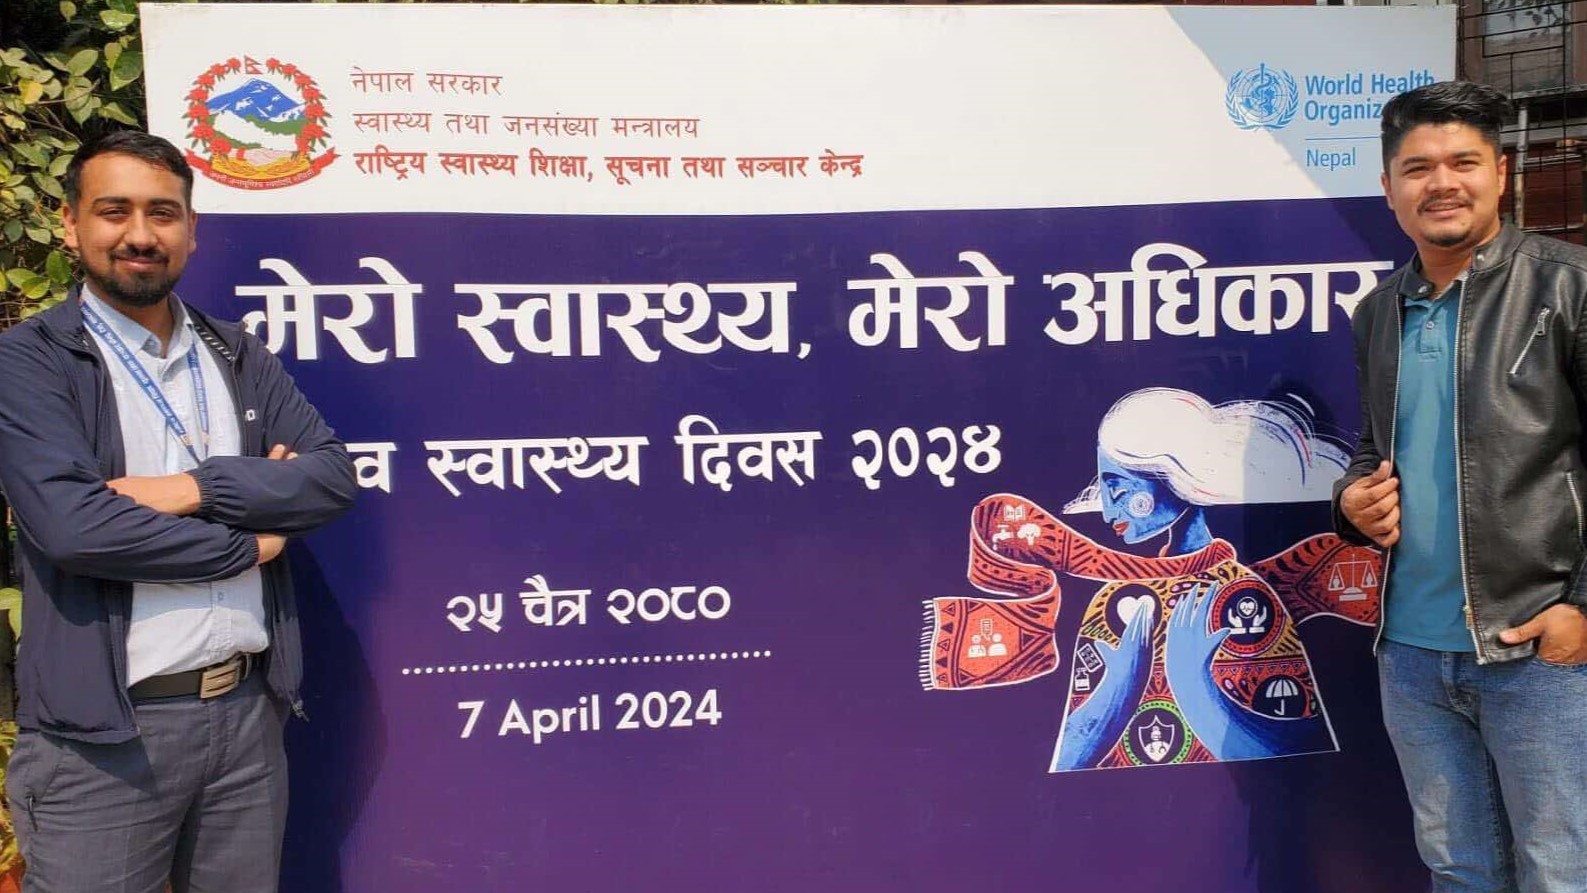 नेपाल सरकार
स्वास्थ्य तथा जनसंख्या मन्त्रालय
राष्ट्रिय स्वास्थ्य शिक्षा, सूचना तथा सञ्चार केन्द्र
World Health
Organiz
Nepal
मेरो स्वास्थ्य, मेरो अधिकार
व स्वास्थ्य दिवस २०२४
२५ चैत्र २०८०
7 April 2024